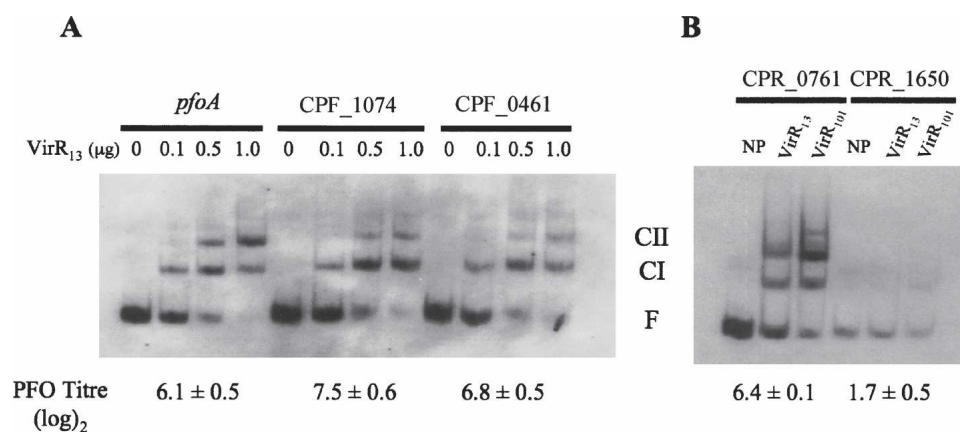 A
pfoA CPF_1074 CPF_0461
VirR₁₃ (µg) 0 0.1 0.5 1.0 0 0.1 0.5 1.0 0 0.1 0.5 1.0
PFO Titre 6.1 ± 0.5 7.5 ± 0.6 6.8 ± 0.5
(log)₂
B
CPR_0761 CPR_1650
NP VirR₁₃ VirR₁₀₁ NP VirR₁₃ VirR₁₀₁
CII
CI
F
6.4 ± 0.1 1.7 ± 0.5